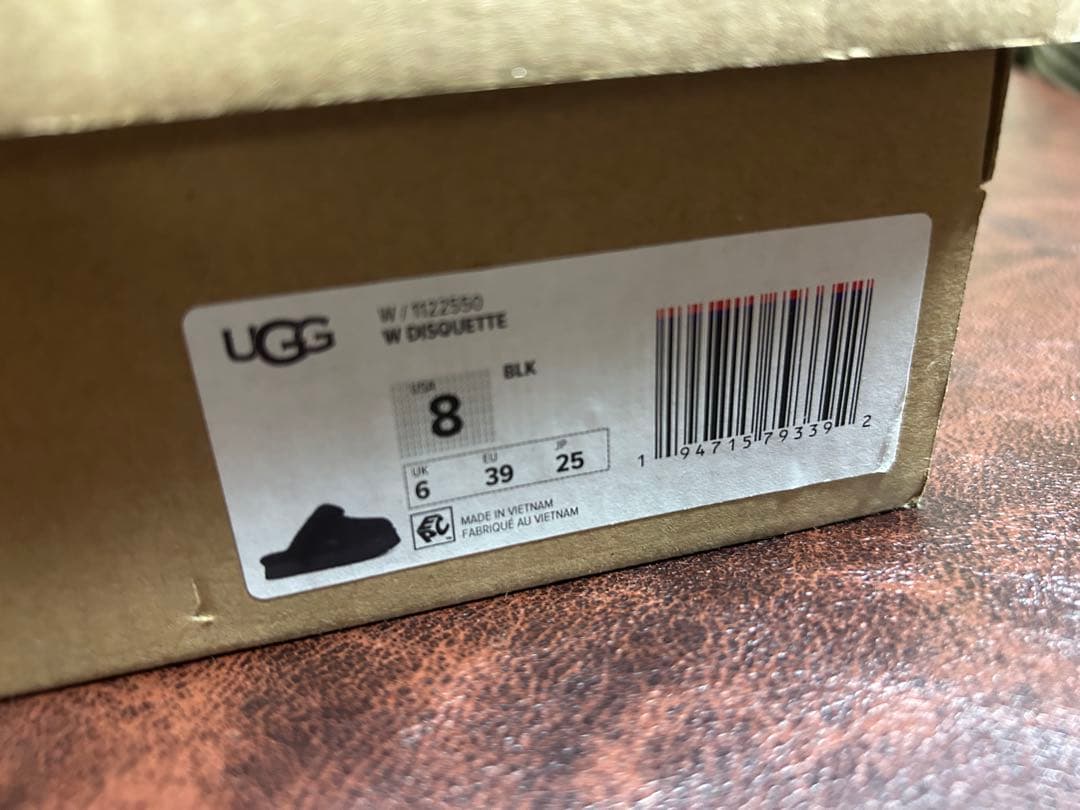 UGG
W / 1122550
W DISQUETTE
BLK
USA
8
UK EU JP
6 39 25
EPC
MADE IN VIETNAM
FABRIQUÉ AU VIETNAM
1 94715 79339 2